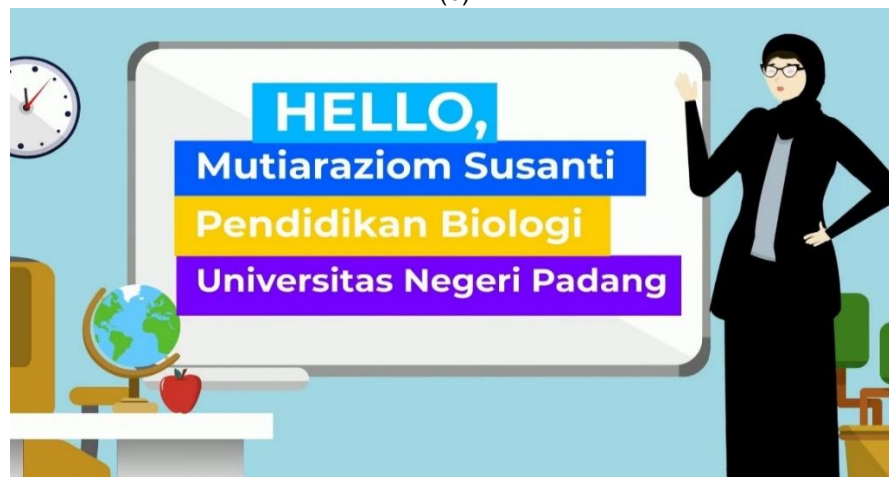 HELLO,
Mutiaraziom Susanti
Pendidikan Biologi
Universitas Negeri Padang